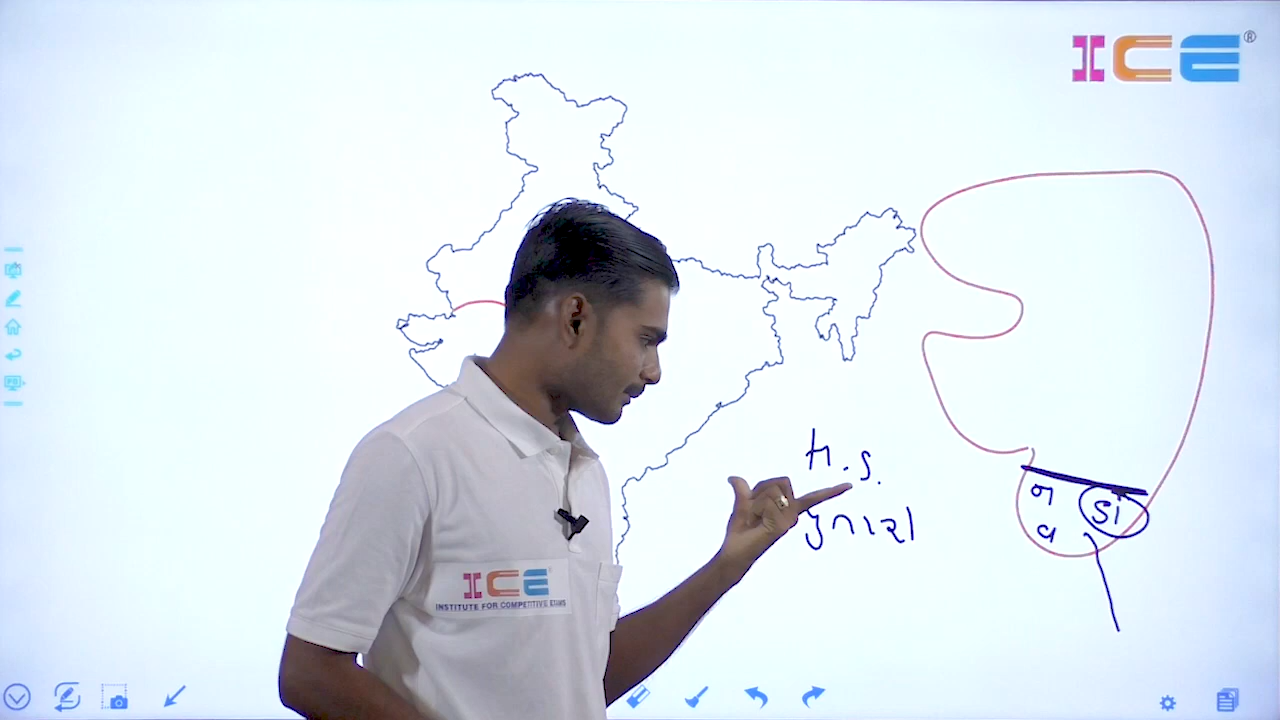 ICE®
મ.ડ.
ગુજરી
ન
ડાં
વ
ICE
INSTITUTE FOR COMPETITIVE EXAMS